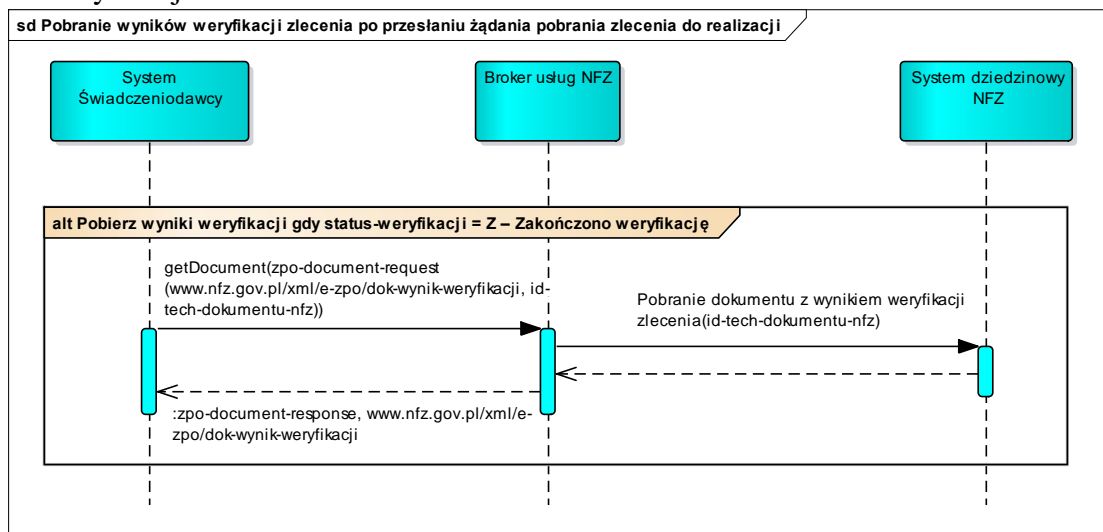 sd Pobranie wyników weryfikacji zlecenia po przesłaniu żądania pobrania zlecenia do realizacji
System
Świadczeniodawcy
Broker usług NFZ
System dziedzinowy
NFZ
alt Pobierz wyniki weryfikacji gdy status-weryfikacji = Z – Zakończono weryfikację
getDocument(zpo-document-request
(www.nfz.gov.pl/xml/e-zpo/dok-wynik-weryfikacji, id-
tech-dokumentu-nfz))
Pobranie dokumentu z wynikiem weryfikacji
zlecenia(id-tech-dokumentu-nfz)
:zpo-document-response, www.nfz.gov.pl/xml/e-
zpo/dok-wynik-weryfikacji